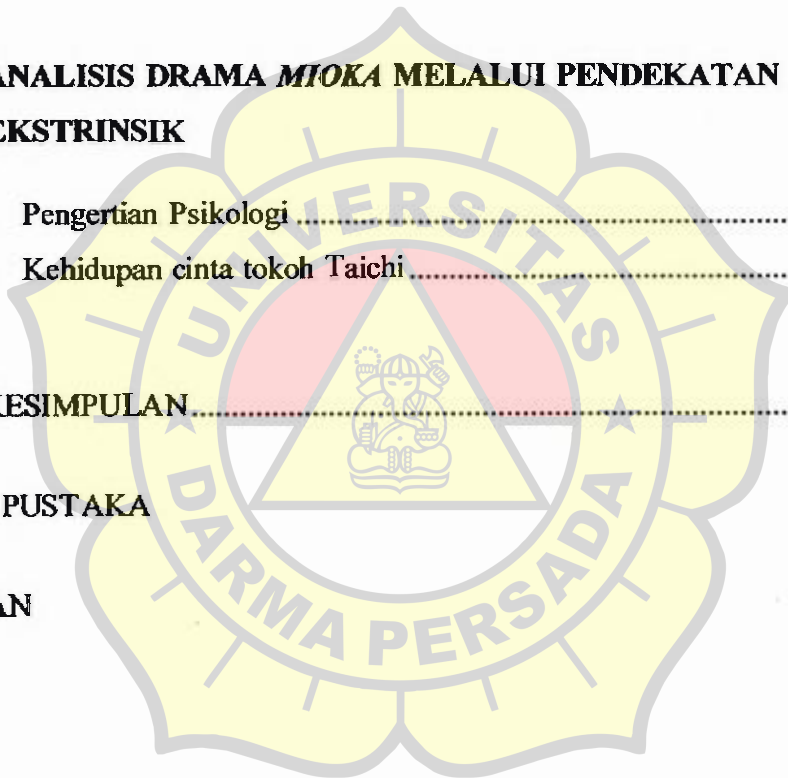 ANALISIS DRAMA MIOKA MELALUI PENDEKATAN
EKSTRINSIK
Pengertian Psikologi ........................................................
Kehidupan cinta tokoh Taichi ..........................................
KESIMPULAN................................................................
PUSTAKA
AN
UNIVERSITAS
DARMA PERSADA